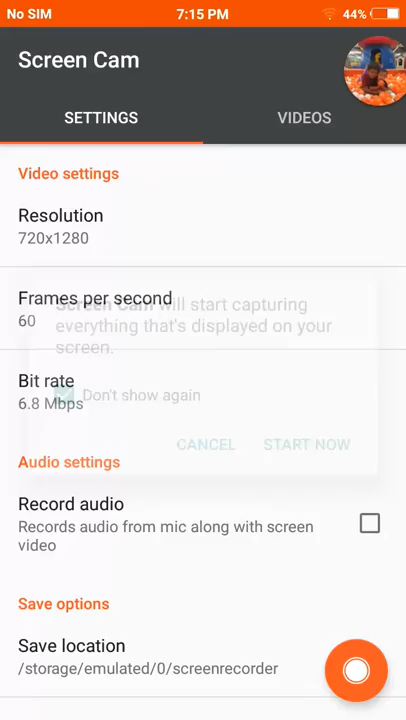 No SIM 7:15 PM 44%
Screen Cam
SETTINGS VIDEOS
Video settings
Resolution
720x1280
Frames per second
60
Screen Cam will start capturing
everything that's displayed on your
screen.
Bit rate
6.8 Mbps
Don't show again
CANCEL START NOW
Audio settings
Record audio
Records audio from mic along with screen
video
Save options
Save location
/storage/emulated/0/screenrecorder